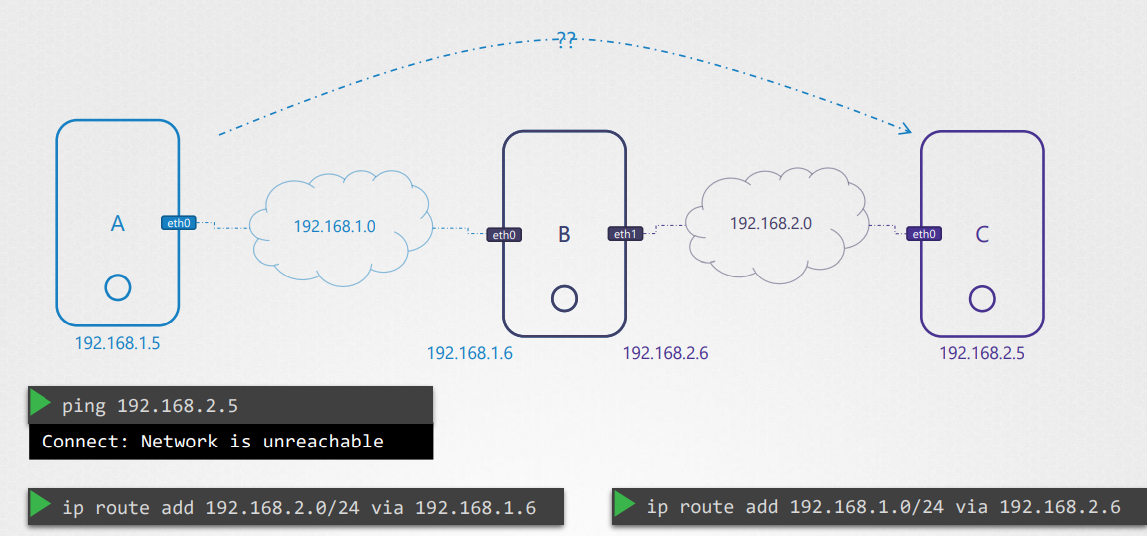 ??
A
eth0
192.168.1.0
eth0
B
eth1
192.168.2.0
eth0
C
192.168.1.5
192.168.1.6
192.168.2.6
192.168.2.5
ping 192.168.2.5
Connect: Network is unreachable
ip route add 192.168.2.0/24 via 192.168.1.6
ip route add 192.168.1.0/24 via 192.168.2.6